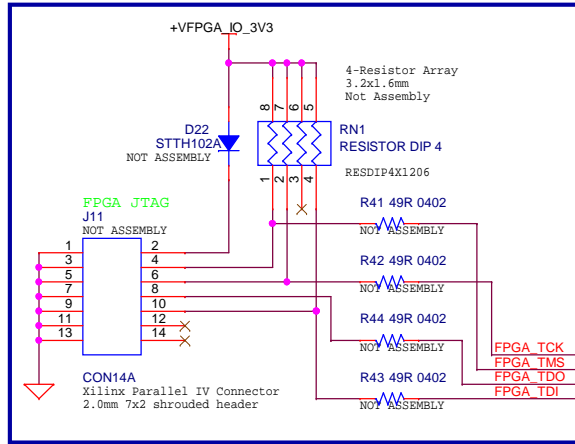 +VFPGA_IO_3V3
4-Resistor Array
3.2x1.6mm
Not Assembly
8 7 6 5
D22
STTH102A
NOT ASSEMBLY
RN1
RESISTOR DIP 4
RESDIP4X1206
1 2 3 4
FPGA JTAG
J11
NOT ASSEMBLY
R41 49R 0402
NOT ASSEMBLY
1 2
3 4
5 6
7 8
9 10
11 12
13 14
R42 49R 0402
NOT ASSEMBLY
R44 49R 0402
NOT ASSEMBLY
FPGA_TCK
FPGA_TMS
FPGA_TDO
FPGA_TDI
R43 49R 0402
NOT ASSEMBLY
CON14A
Xilinx Parallel IV Connector
2.0mm 7x2 shrouded header